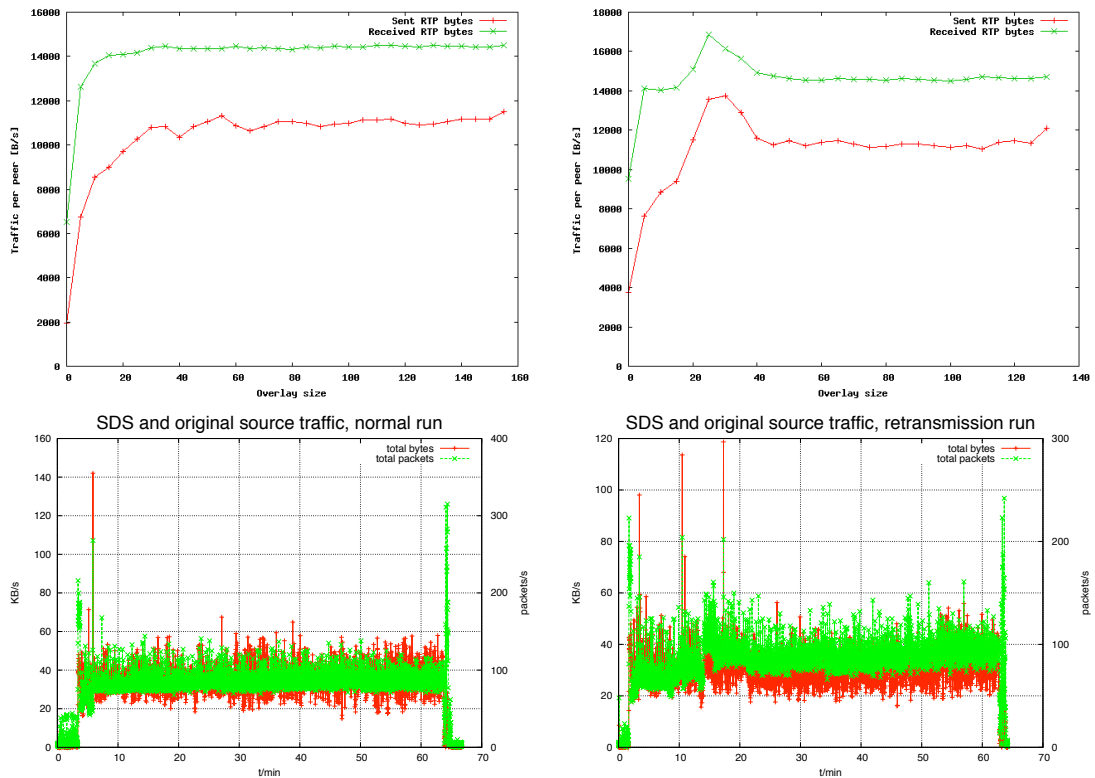 Sent RTP bytes
Received RTP bytes
18000
16000
14000
12000
10000
8000
6000
4000
2000
0
Traffic per peer [B/s]
0 20 40 60 80 100 120 140 160
Overlay size
Sent RTP bytes
Received RTP bytes
18000
16000
14000
12000
10000
8000
6000
4000
2000
0
Traffic per peer [B/s]
0 20 40 60 80 100 120 140
Overlay size
SDS and original source traffic, normal run
total bytes
total packets
160
140
120
100
80
60
40
20
0
KB/s
400
300
200
100
0
packets/s
0 10 20 30 40 50 60 70
t/min
SDS and original source traffic, retransmission run
total bytes
total packets
120
100
80
60
40
20
0
KB/s
300
200
100
0
packets/s
0 10 20 30 40 50 60 70
t/min